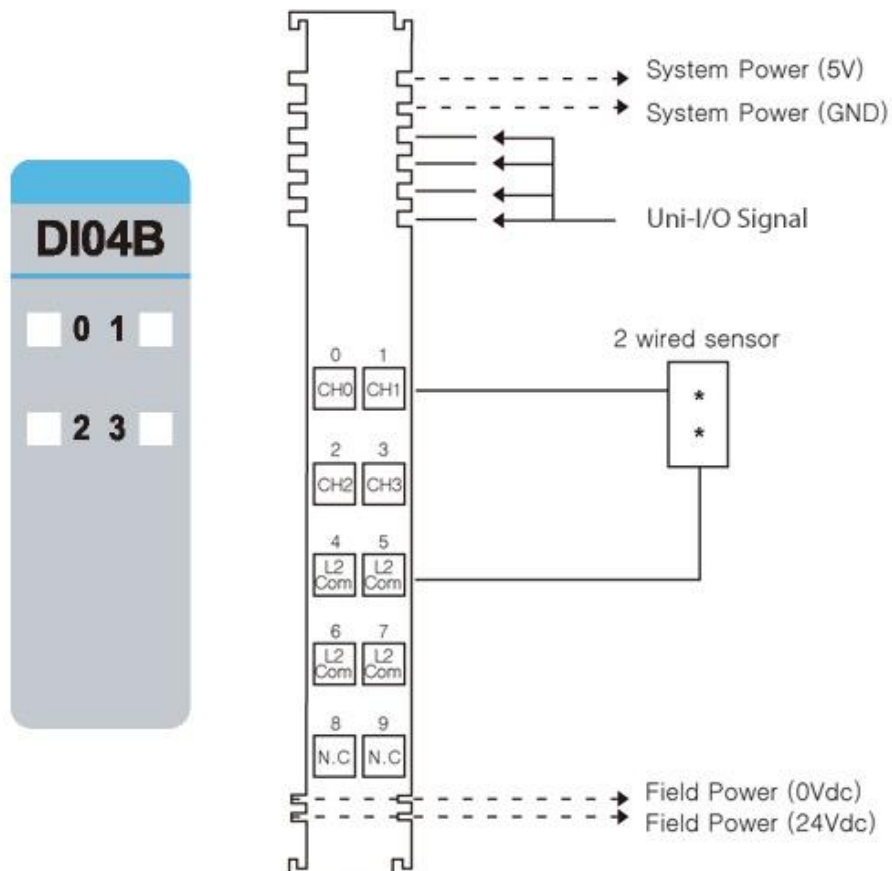 DI04B
0 1
2 3
System Power (5V)
System Power (GND)
Uni-I/O Signal
2 wired sensor
*
*
0 1
CH0 CH1
2 3
CH2 CH3
4 5
L2 L2
Com Com
6 7
L2 L2
Com Com
8 9
N.C N.C
Field Power (0Vdc)
Field Power (24Vdc)